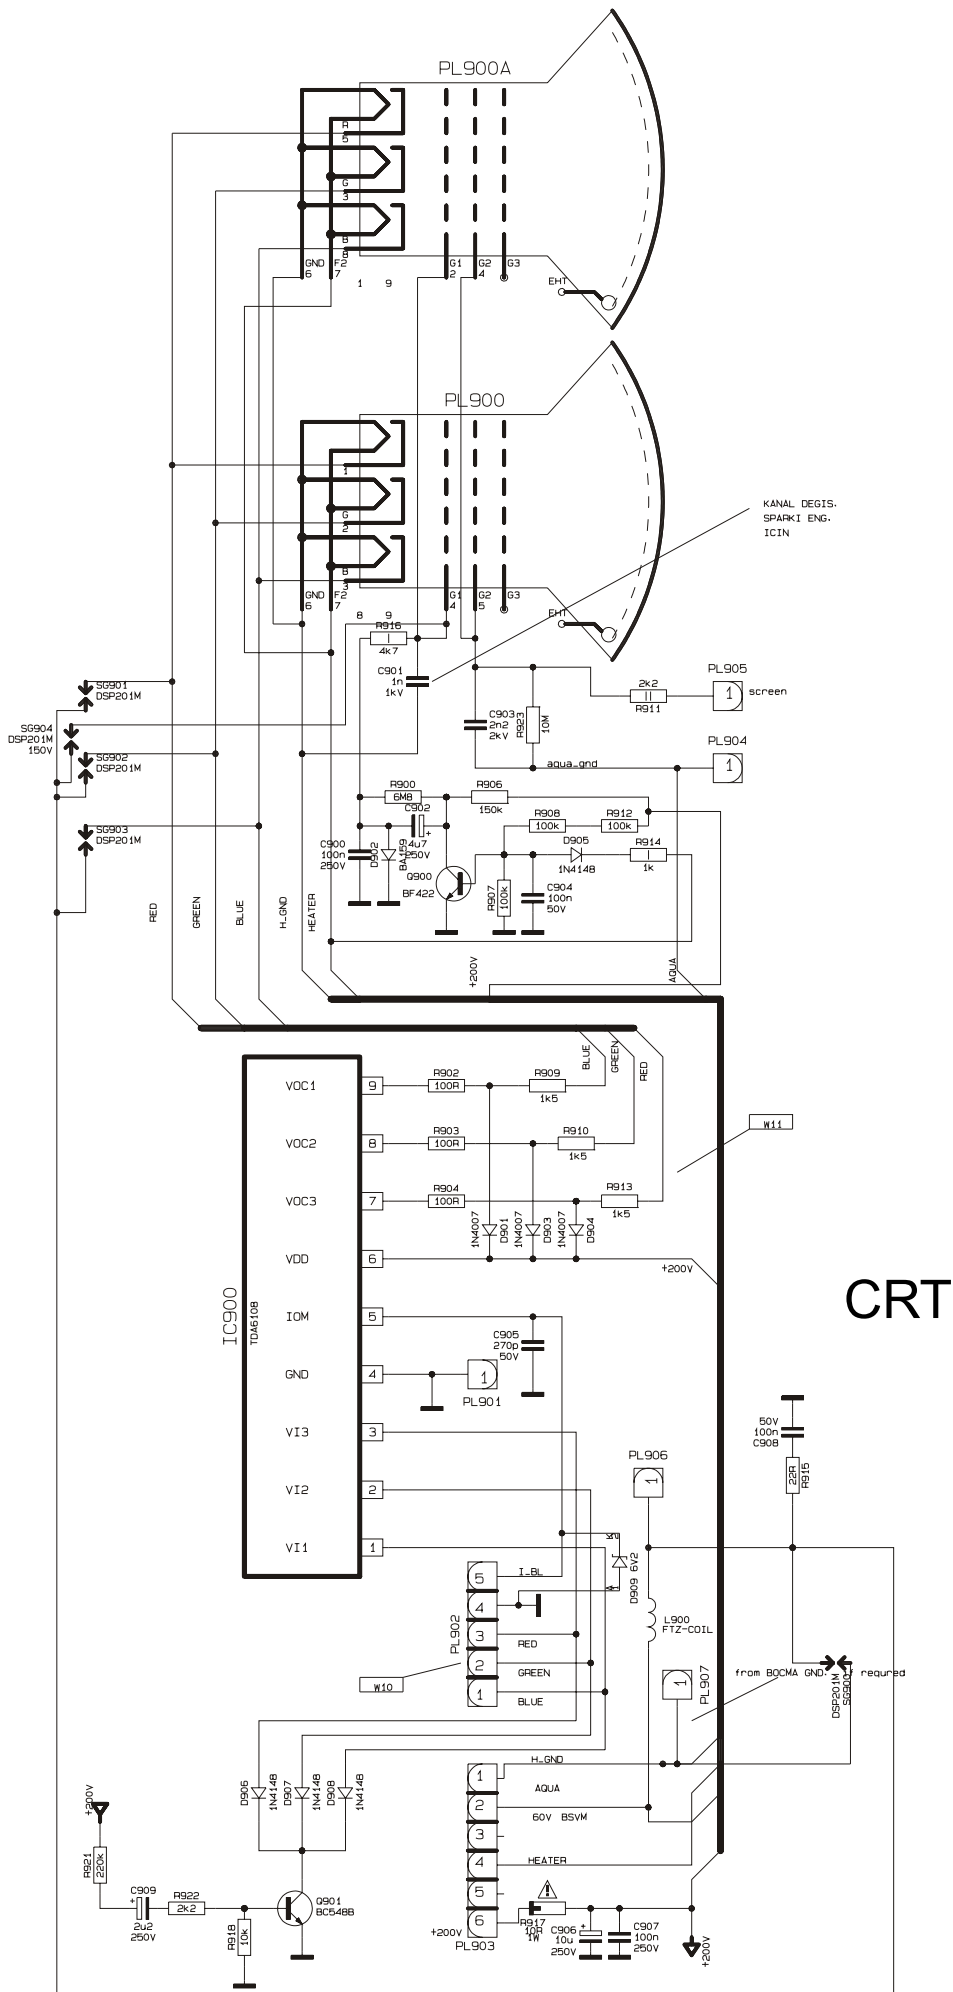 PL900A
R
5
G
3
B
8
GND
6
F2
7
1
9
G1
2
G2
4
G3
EHT
PL900
1
G
2
B
3
GND
6
F2
7
8
9
G1
4
G2
5
G3
EHT
KANAL DEGIS.
SPARKI ENG.
ICIN
R916
4k7
C901
1n
1kV
SG901
DSP201M
SG904
DSP201M
150V
SG902
DSP201M
SG903
DSP201M
C903
2n2
2kV
R923
10M
2k2
R911
PL905
1
screen
PL904
1
aqua_gnd
R900
6M8
R906
150k
C902
4u7
250V
C900
100n
250V
D902
BA159
Q900
BF422
R908
100k
R912
100k
D905
1N4148
R914
1k
R907
100k
C904
100n
50V
RED
GREEN
BLUE
H_GND
HEATER
+200V
AQUA
BLUE
GREEN
RED
IC900
TDA6108
VOC1
9
R902
100R
R909
1k5
VOC2
8
R903
100R
R910
1k5
VOC3
7
R904
100R
R913
1k5
1N4007
D901
1N4007
D903
1N4007
D904
W11
VDD
6
+200V
CRT
IOM
5
C905
270p
50V
GND
4
1
PL901
VI3
3
VI2
2
VI1
1
PL906
1
50V
100n
C908
22R
R915
K
A
D909 6V2
PL902
5
I_BL
4
3
RED
2
GREEN
1
BLUE
W10
L900
FTZ-COIL
1
PL907
from BOCMA GND. if requred
DSP201M
SG900
D906
1N4148
D907
1N4148
D908
1N4148
1
H_GND
2
AQUA
60V BSVM
3
4
HEATER
5
6
+200V
PL903
R917
10R
1W
C906
10u
250V
C907
100n
250V
+200V
+200V
R921
220k
C909
2u2
250V
R922
2k2
R918
10k
Q901
BC548B